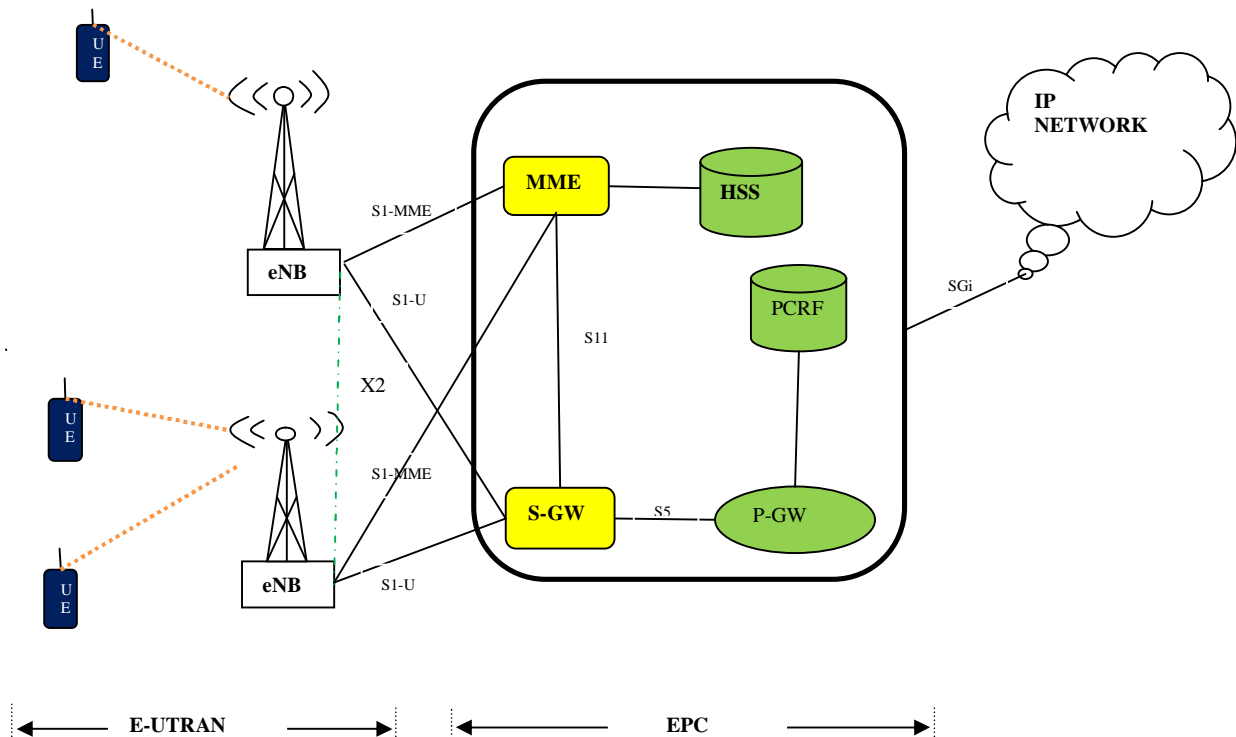 U
E
IP
NETWORK
MME
HSS
S1-MME
eNB
SGi
S1-U
PCRF
S11
X2
U
E
S1-MME
S-GW
S5
P-GW
eNB
S1-U
U
E
E-UTRAN
EPC